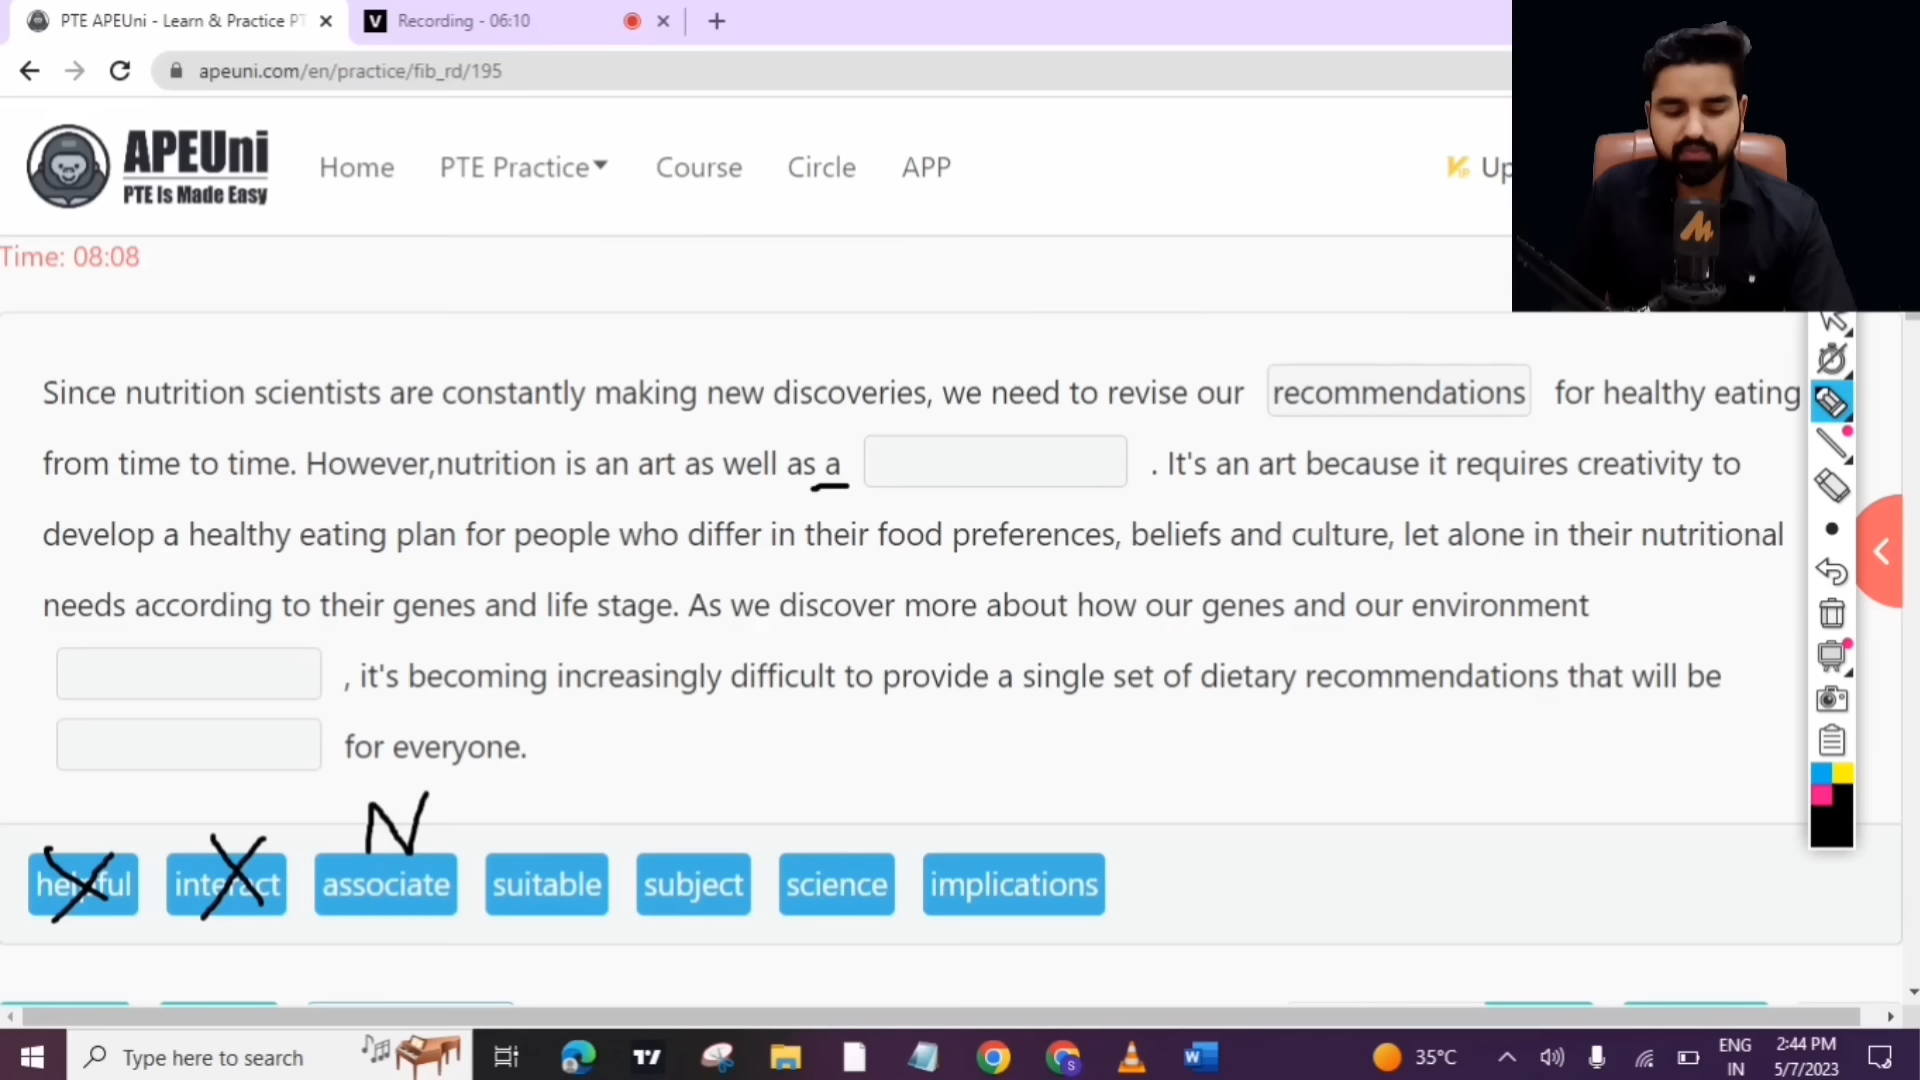 PTE APEUni - Learn & Practice PT
V Recording - 06:10
apeuni.com/en/practice/fib_rd/195
APEUni
PTE Is Made Easy
Home PTE Practice Course Circle APP
Up
Time: 08:08
Since nutrition scientists are constantly making new discoveries, we need to revise our recommendations for healthy eating
from time to time. However,nutrition is an art as well as a . It's an art because it requires creativity to
develop a healthy eating plan for people who differ in their food preferences, beliefs and culture, let alone in their nutritional
needs according to their genes and life stage. As we discover more about how our genes and our environment
, it's becoming increasingly difficult to provide a single set of dietary recommendations that will be
for everyone.
N
helpful interact associate suitable subject science implications
Type here to search
35°C
ENG
IN
2:44 PM
5/7/2023